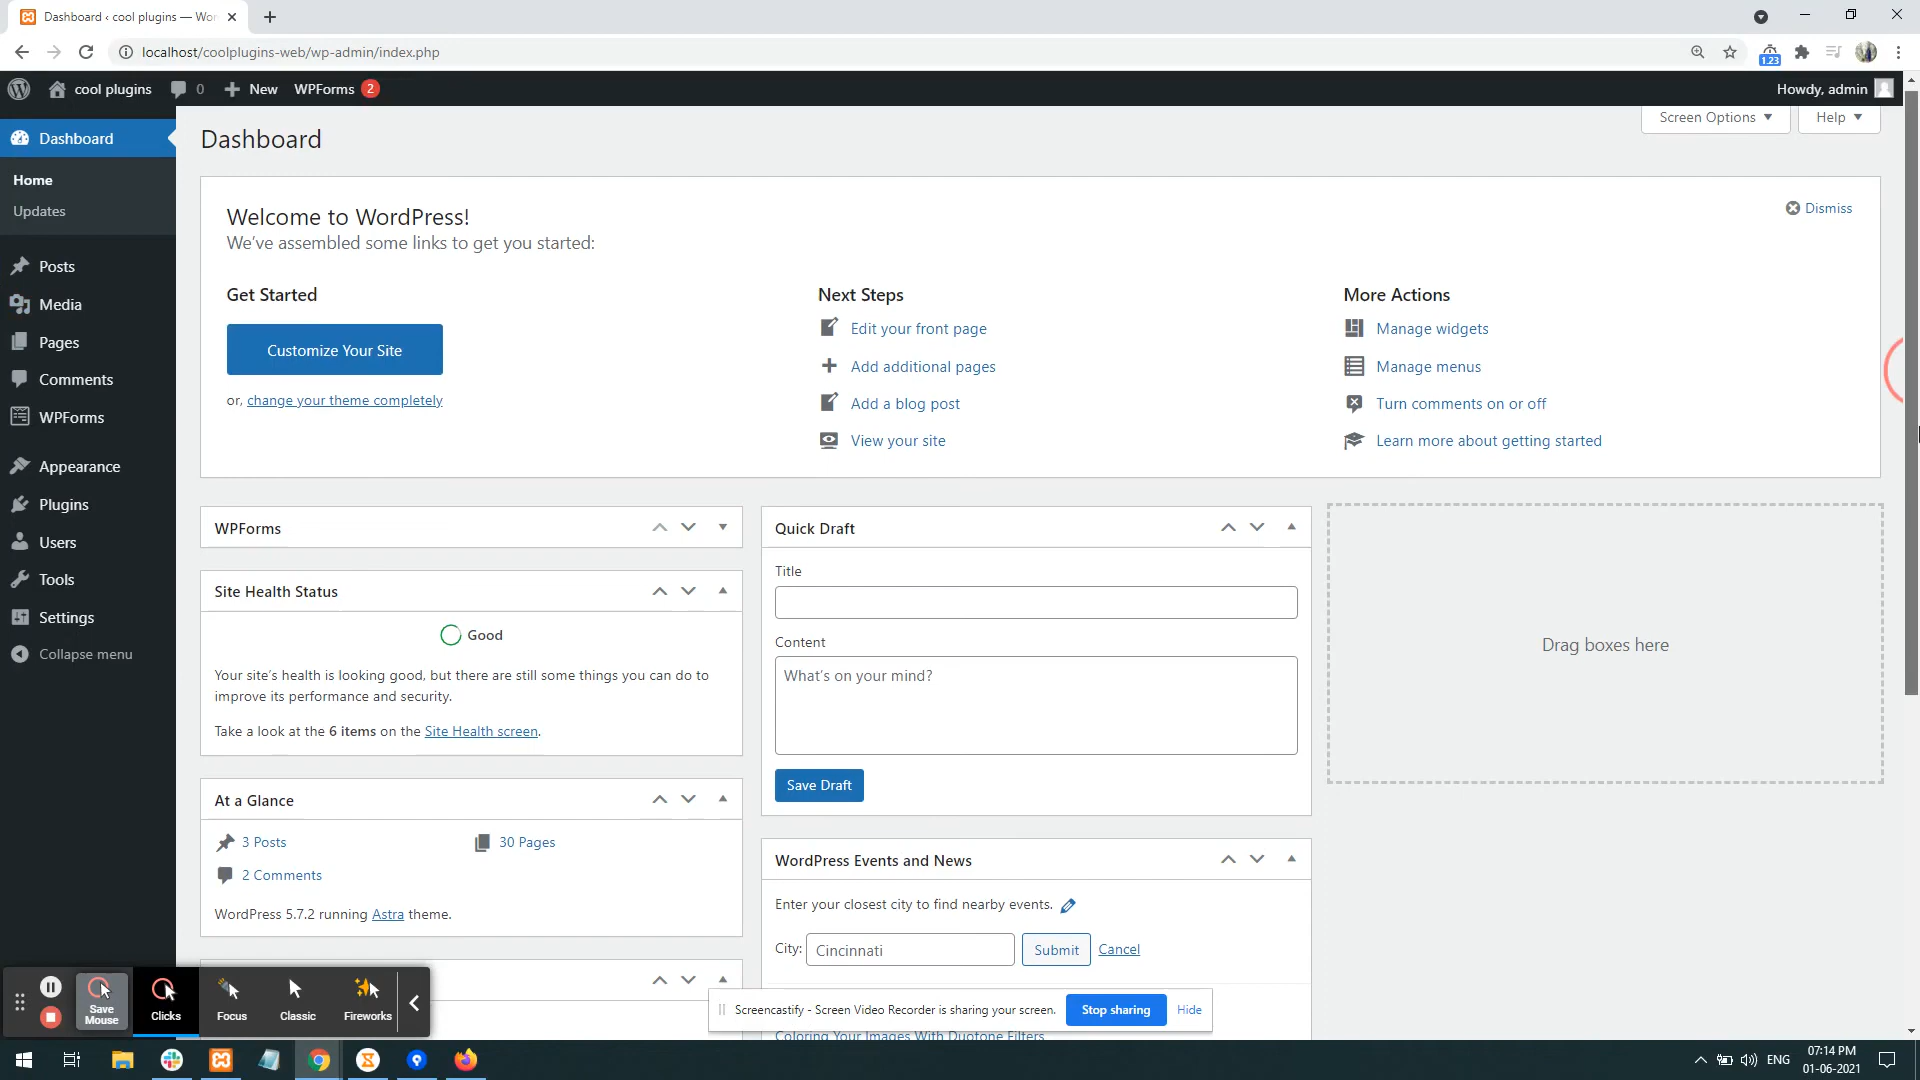 Dashboard ‹ cool plugins — Wor
localhost/coolplugins-web/wp-admin/index.php
1.23
cool plugins
0
New
WPForms 2
Howdy, admin
Dashboard
Home
Updates
Posts
Media
Pages
Comments
WPForms
Appearance
Plugins
Users
Tools
Settings
Collapse menu
Dashboard
Screen Options
Help
Welcome to WordPress!
We've assembled some links to get you started:
Dismiss
Get Started
Customize Your Site
or, change your theme completely
Next Steps
Edit your front page
Add additional pages
Add a blog post
View your site
More Actions
Manage widgets
Manage menus
Turn comments on or off
Learn more about getting started
WPForms
Site Health Status
Good
Your site's health is looking good, but there are still some things you can do to
improve its performance and security.
Take a look at the 6 items on the Site Health screen.
At a Glance
3 Posts
30 Pages
2 Comments
WordPress 5.7.2 running Astra theme.
Quick Draft
Title
Content
What's on your mind?
Save Draft
WordPress Events and News
Enter your closest city to find nearby events.
City: Cincinnati Submit Cancel
Coloring Your Images With Duotone Filters
Drag boxes here
Save
Mouse
Clicks
Focus
Classic
Fireworks
Screencastify - Screen Video Recorder is sharing your screen.
Stop sharing
Hide
ENG
07:14 PM
01-06-2021